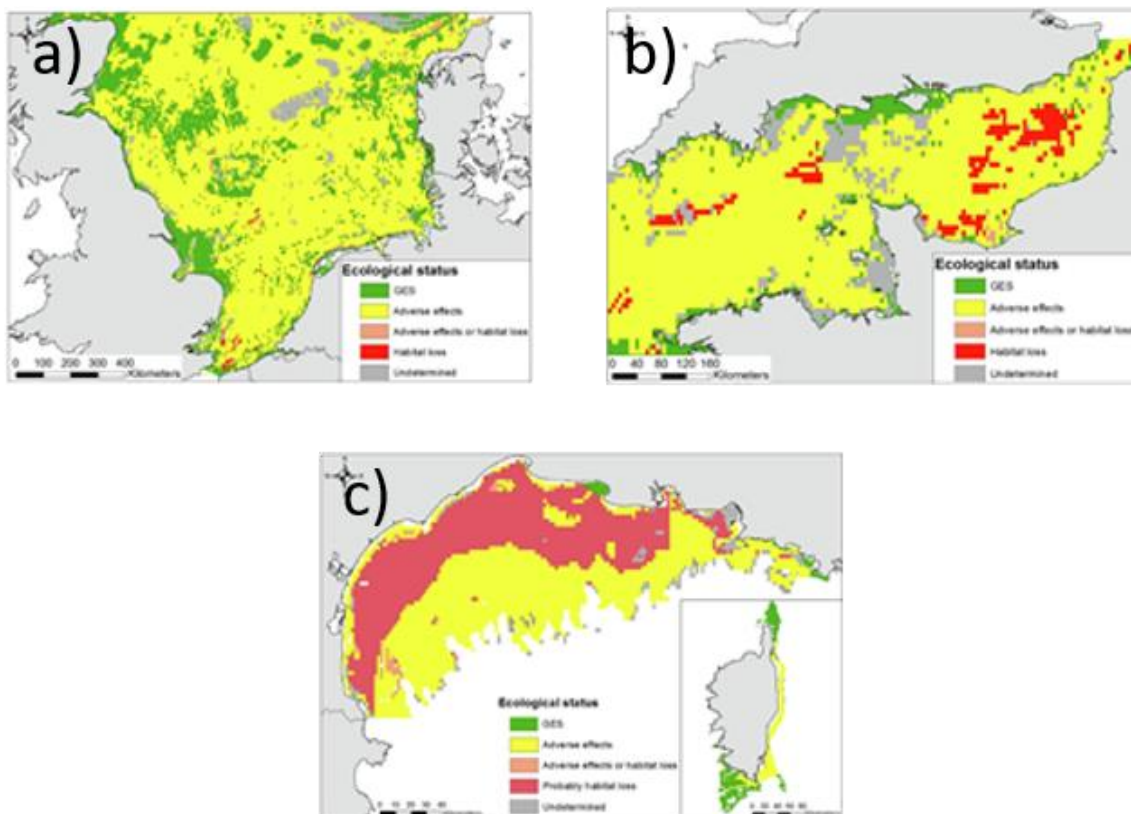 a)
Ecological status
GES
Adverse effects
Adverse effects or habitat loss
Habitat loss
Undetermined
0 100 200 300 400
Kilometers
b)
Ecological status
GES
Adverse effects
Adverse effects or habitat loss
Habitat loss
Undetermined
0 40 80 120 160
Kilometers
c)
Ecological status
GES
Adverse effects
Adverse effects or habitat loss
Probably habitat loss
Undetermined